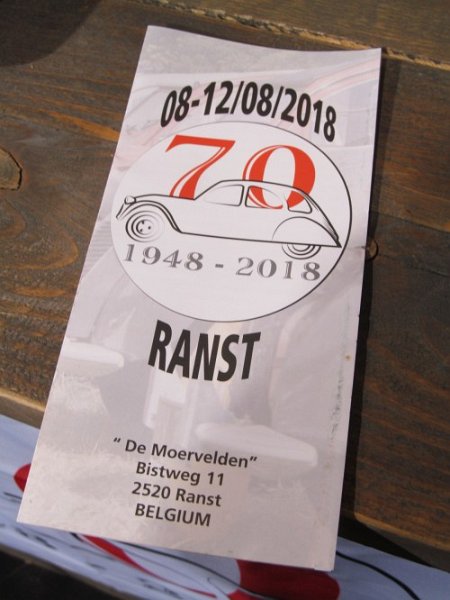 08-12/08/2018
70
1948 - 2018
RANST
“ De Moervelden”
Bistweg 11
2520 Ranst
BELGIUM